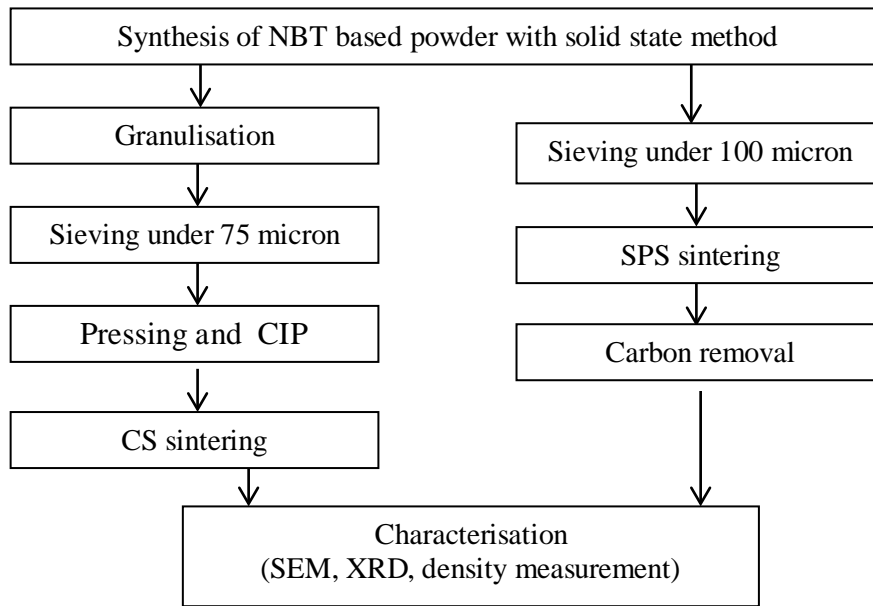 Synthesis of NBT based powder with solid state method
Granulisation
Sieving under 75 micron
Pressing and  CIP
CS sintering
Sieving under 100 micron
SPS sintering
Carbon removal
Characterisation
(SEM, XRD, density measurement)